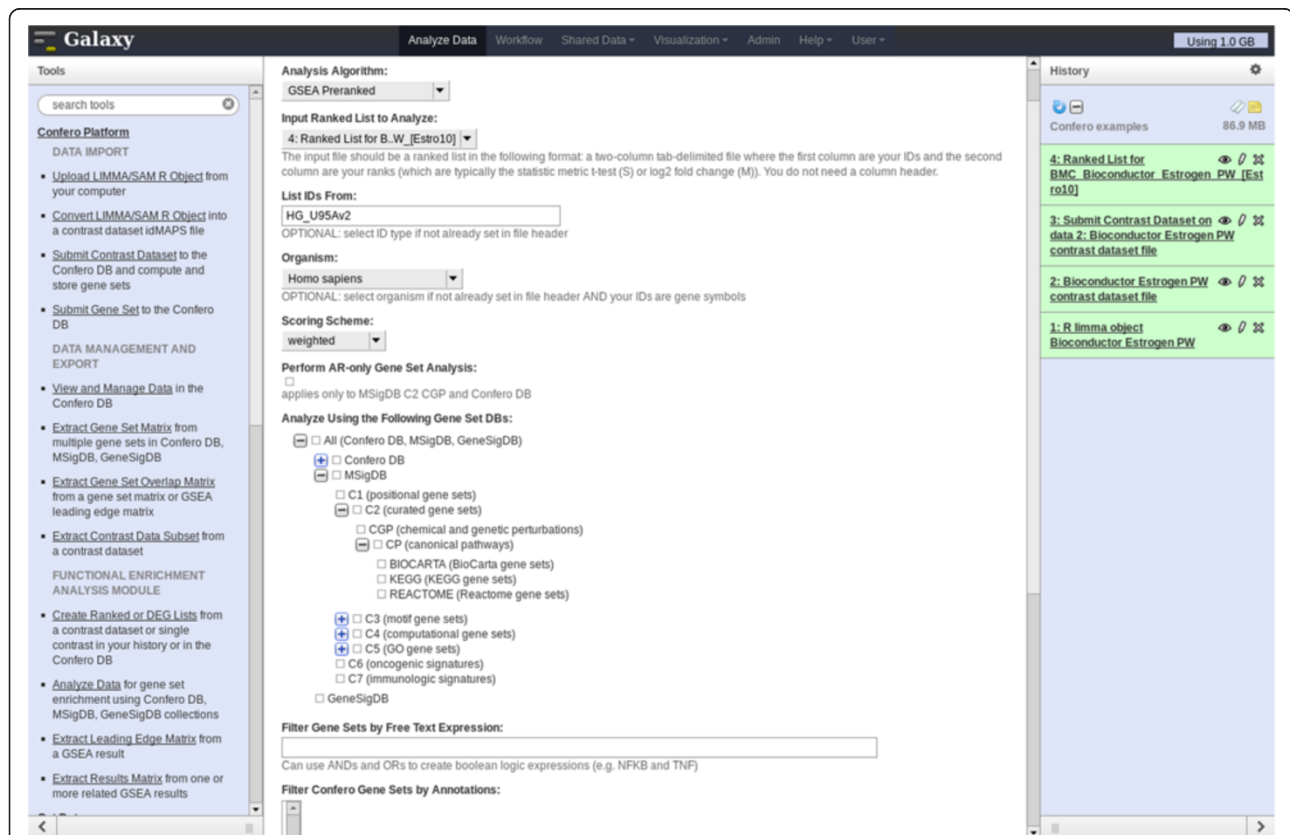 Galaxy
Analyze Data Workflow Shared Data Visualization Admin Help User
Using 1.0 GB
Tools
search tools
Confero Platform
DATA IMPORT
Upload LIMMA/SAM R Object from
your computer
Convert LIMMA/SAM R Object into
a contrast dataset idMAPS file
Submit Contrast Dataset to the
Confero DB and compute and
store gene sets
Submit Gene Set to the Confero
DB
DATA MANAGEMENT AND
EXPORT
View and Manage Data in the
Confero DB
Extract Gene Set Matrix from
multiple gene sets in Confero DB,
MSigDB, GeneSigDB
Extract Gene Set Overlap Matrix
from a gene set matrix or GSEA
leading edge matrix
Extract Contrast Data Subset from
a contrast dataset
FUNCTIONAL ENRICHMENT
ANALYSIS MODULE
Create Ranked or DEG Lists from
a contrast dataset or single
contrast in your history or in the
Confero DB
Analyze Data for gene set
enrichment using Confero DB,
MSigDB, GeneSigDB collections
Extract Leading Edge Matrix from
a GSEA result
Extract Results Matrix from one or
more related GSEA results
Analysis Algorithm:
GSEA Preranked
Input Ranked List to Analyze:
4: Ranked List for B..W_[Estro10]
The input file should be a ranked list in the following format: a two-column tab-delimited file where the first column are your IDs and the second
column are your ranks (which are typically the statistic metric t-test (S) or log2 fold change (M)). You do not need a column header.
List IDs From:
HG_U95Av2
OPTIONAL: select ID type if not already set in file header
Organism:
Homo sapiens
OPTIONAL: select organism if not already set in file header AND your IDs are gene symbols
Scoring Scheme:
weighted
Perform AR-only Gene Set Analysis:
applies only to MSigDB C2 CGP and Confero DB
Analyze Using the Following Gene Set DBs:
All (Confero DB, MSigDB, GeneSigDB)
Confero DB
MSigDB
C1 (positional gene sets)
C2 (curated gene sets)
CGP (chemical and genetic perturbations)
CP (canonical pathways)
BIOCARTA (BioCarta gene sets)
KEGG (KEGG gene sets)
REACTOME (Reactome gene sets)
C3 (motif gene sets)
C4 (computational gene sets)
C5 (GO gene sets)
C6 (oncogenic signatures)
C7 (immunologic signatures)
GeneSigDB
Filter Gene Sets by Free Text Expression:
Can use ANDs and ORs to create boolean logic expressions (e.g. NFKB and TNF)
Filter Confero Gene Sets by Annotations:
History
Confero examples 86.9 MB
4: Ranked List for
BMC_Bioconductor_Estrogen_PW_[Est
ro10]
3: Submit Contrast Dataset on
data 2: Bioconductor Estrogen PW
contrast dataset file
2: Bioconductor Estrogen PW
contrast dataset file
1: R limma object
Bioconductor Estrogen PW